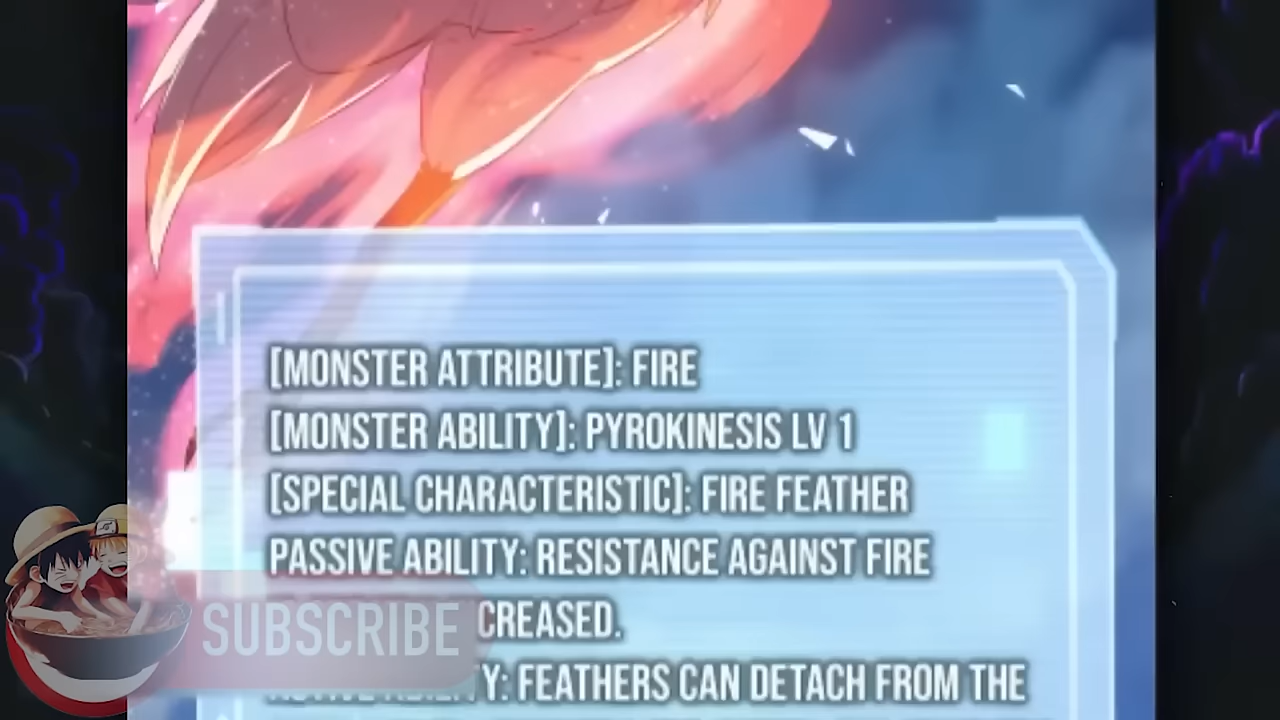 [MONSTER ATTRIBUTE]: FIRE
[MONSTER ABILITY]: PYROKINESIS LV 1
[SPECIAL CHARACTERISTIC]: FIRE FEATHER
PASSIVE ABILITY: RESISTANCE AGAINST FIRE
CREASED.
SUBSCRIBE
FEATHERS CAN DETACH FROM THE